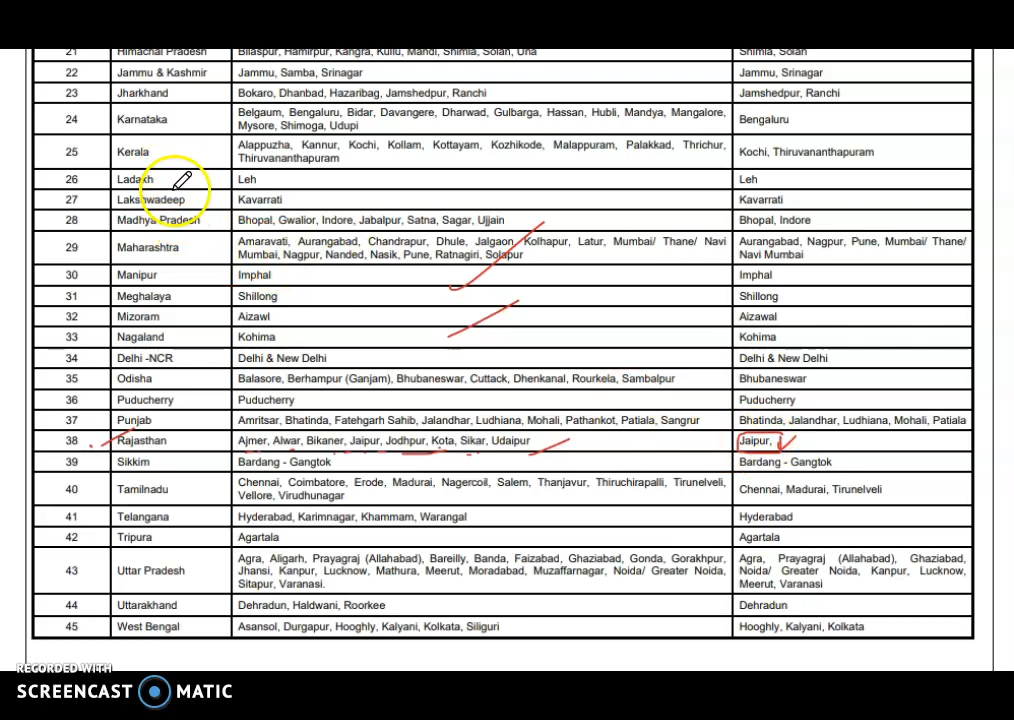 21 Himachal Pradesh Bilaspur, Hamirpur, Kangra, Kullu, Mandi, Shimla, Solan, Una Shimla, Solan
22 Jammu & Kashmir Jammu, Samba, Srinagar Jammu, Srinagar
23 Jharkhand Bokaro, Dhanbad, Hazaribag, Jamshedpur, Ranchi Jamshedpur, Ranchi
24 Karnataka Belgaum, Bengaluru, Bidar, Davangere, Dharwad, Gulbarga, Hassan, Hubli, Mandya, Mangalore, Bengaluru
Mysore, Shimoga, Udupi
25 Kerala Alappuzha, Kannur, Kochi, Kollam, Kottayam, Kozhikode, Malappuram, Palakkad, Thrichur, Kochi, Thiruvananthapuram
Thiruvananthapuram
26 Ladakh Leh Leh
27 Lakshwadeep Kavarrati Kavarrati
28 Madhya Pradesh Bhopal, Gwalior, Indore, Jabalpur, Satna, Sagar, Ujjain Bhopal, Indore
29 Maharashtra Amaravati, Aurangabad, Chandrapur, Dhule, Jalgaon, Kolhapur, Latur, Mumbai/ Thane/ Navi Aurangabad, Nagpur, Pune, Mumbai/ Thane/
Mumbai, Nagpur, Nanded, Nasik, Pune, Ratnagiri, Solapur Navi Mumbai
30 Manipur Imphal Imphal
31 Meghalaya Shillong Shillong
32 Mizoram Aizawl Aizawal
33 Nagaland Kohima Kohima
34 Delhi -NCR Delhi & New Delhi Delhi & New Delhi
35 Odisha Balasore, Berhampur (Ganjam), Bhubaneswar, Cuttack, Dhenkanal, Rourkela, Sambalpur Bhubaneswar
36 Puducherry Puducherry Puducherry
37 Punjab Amritsar, Bhatinda, Fatehgarh Sahib, Jalandhar, Ludhiana, Mohali, Pathankot, Patiala, Sangrur Bhatinda, Jalandhar, Ludhiana, Mohali, Patiala
38 Rajasthan Ajmer, Alwar, Bikaner, Jaipur, Jodhpur, Kota, Sikar, Udaipur Jaipur,
39 Sikkim Bardang - Gangtok Bardang - Gangtok
40 Tamilnadu Chennai, Coimbatore, Erode, Madurai, Nagercoil, Salem, Thanjavur, Thiruchirapalli, Tirunelveli, Chennai, Madurai, Tirunelveli
Vellore, Virudhunagar
41 Telangana Hyderabad, Karimnagar, Khammam, Warangal Hyderabad
42 Tripura Agartala Agartala
43 Uttar Pradesh Agra, Aligarh, Prayagraj (Allahabad), Bareilly, Banda, Faizabad, Ghaziabad, Gonda, Gorakhpur, Agra, Prayagraj (Allahabad), Ghaziabad,
Jhansi, Kanpur, Lucknow, Mathura, Meerut, Moradabad, Muzaffarnagar, Noida/ Greater Noida, Noida/ Greater Noida, Kanpur, Lucknow,
Sitapur, Varanasi. Meerut, Varanasi
44 Uttarakhand Dehradun, Haldwani, Roorkee Dehradun
45 West Bengal Asansol, Durgapur, Hooghly, Kalyani, Kolkata, Siliguri Hooghly, Kalyani, Kolkata
RECORDED WITH
SCREENCAST MATIC